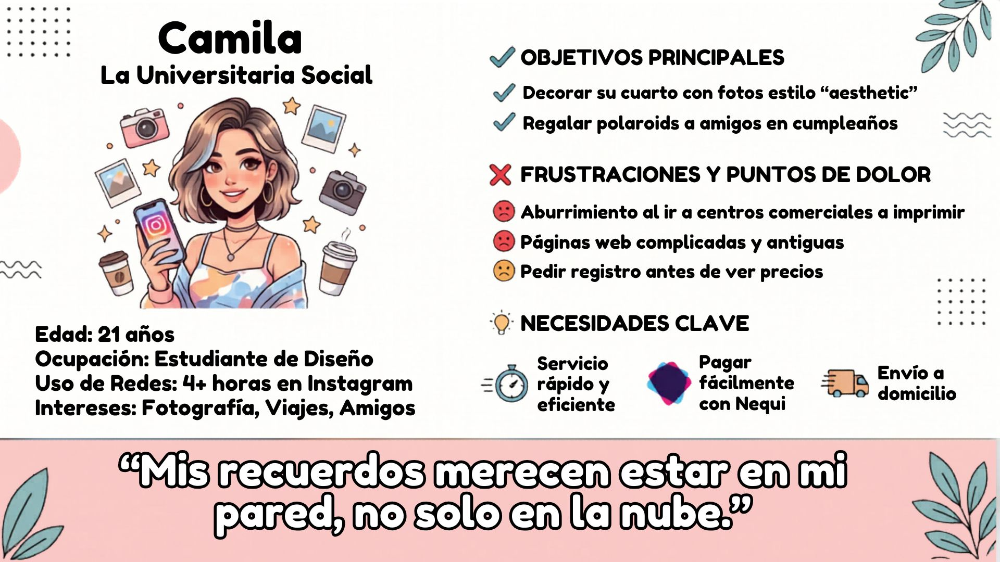 Camila
La Universitaria Social
Edad: 21 años
Ocupación: Estudiante de Diseño
Uso de Redes: 4+ horas en Instagram
Intereses: Fotografía, Viajes, Amigos
OBJETIVOS PRINCIPALES
Decorar su cuarto con fotos estilo “aesthetic”
Regalar polaroids a amigos en cumpleaños
FRUSTRACIONES Y PUNTOS DE DOLOR
Aburrimiento al ir a centros comerciales a imprimir
Páginas web complicadas y antiguas
Pedir registro antes de ver precios
NECESIDADES CLAVE
Servicio
rápido y
eficiente
Pagar
fácilmente
con Nequi
Envío a
domicilio
“Mis recuerdos merecen estar en mi
pared, no solo en la nube.”